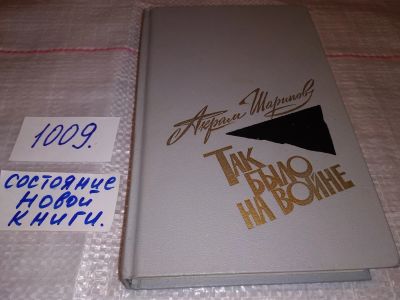 1009.
состояние
новой
книги.
Акрам Шарипов
ТАК
БЫЛО
НА ВОЙНЕ